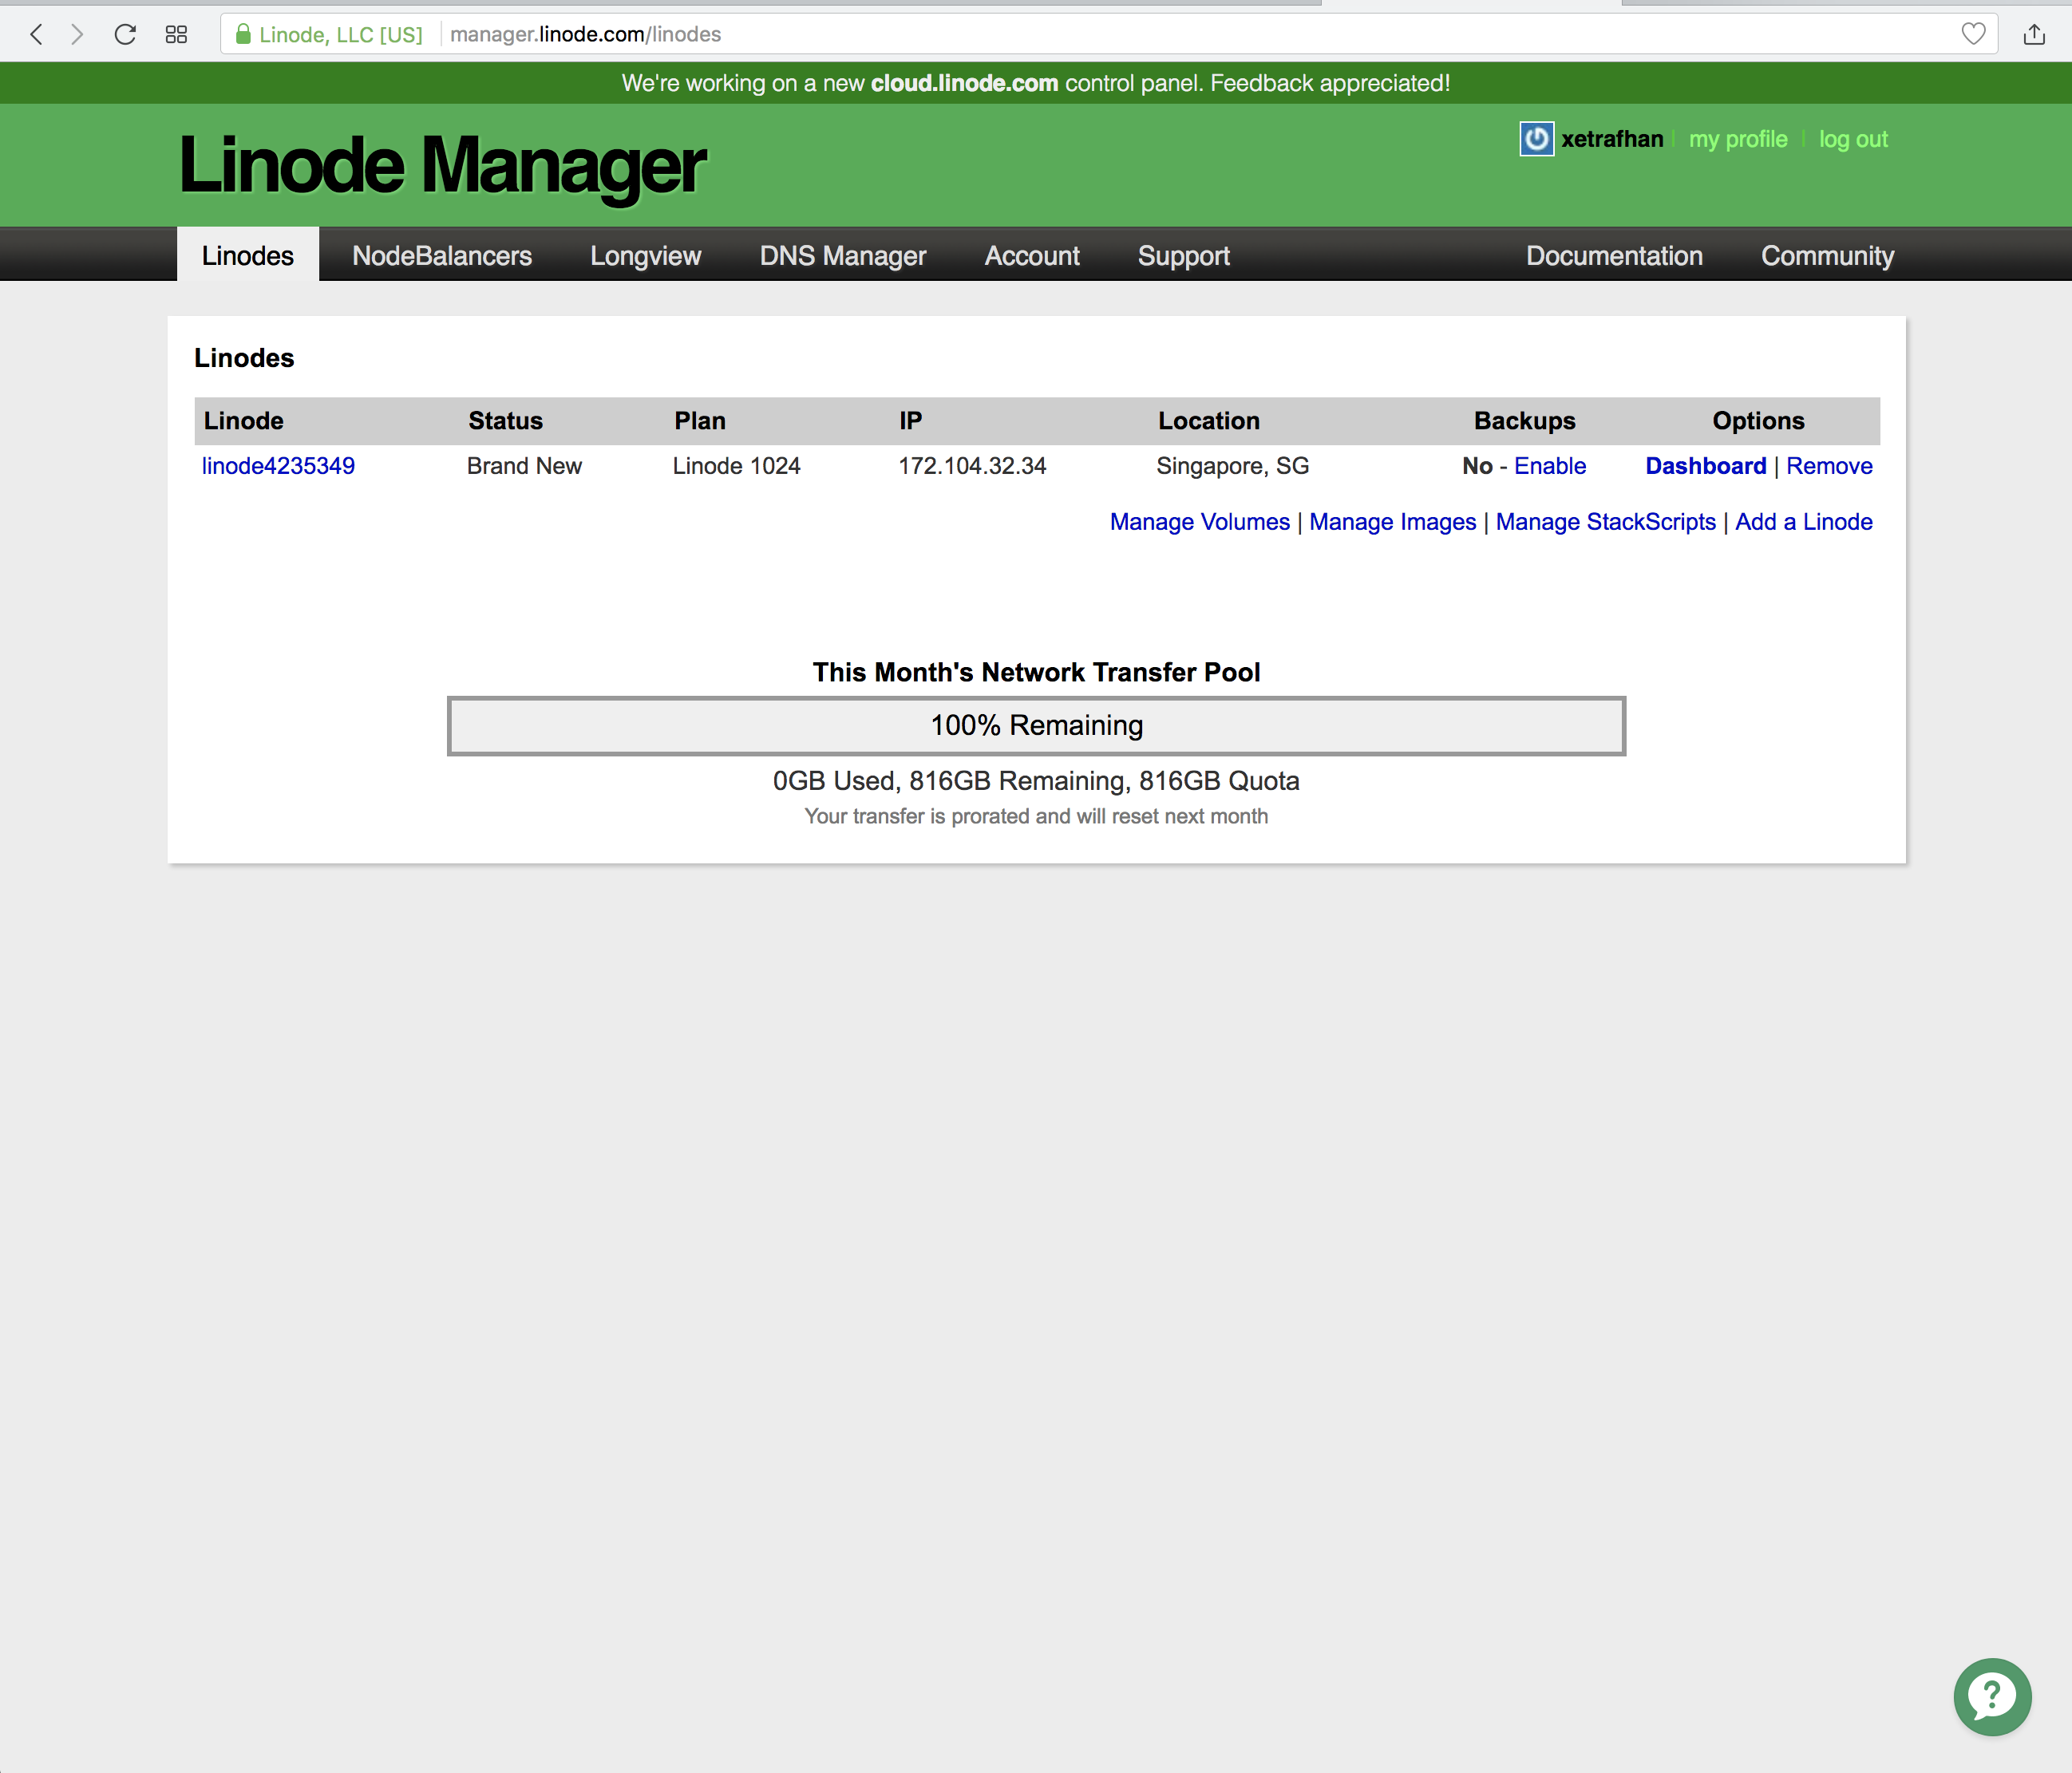 Linode, LLC [US] manager.linode.com/linodes
We're working on a new cloud.linode.com control panel. Feedback appreciated!
Linode Manager
xetrafhan | my profile | log out
Linodes NodeBalancers Longview DNS Manager Account Support Documentation Community
Linodes
Linode Status Plan IP Location Backups Options
linode4235349 Brand New Linode 1024 172.104.32.34 Singapore, SG No - Enable Dashboard | Remove
Manage Volumes | Manage Images | Manage StackScripts | Add a Linode
This Month's Network Transfer Pool
100% Remaining
0GB Used, 816GB Remaining, 816GB Quota
Your transfer is prorated and will reset next month
?